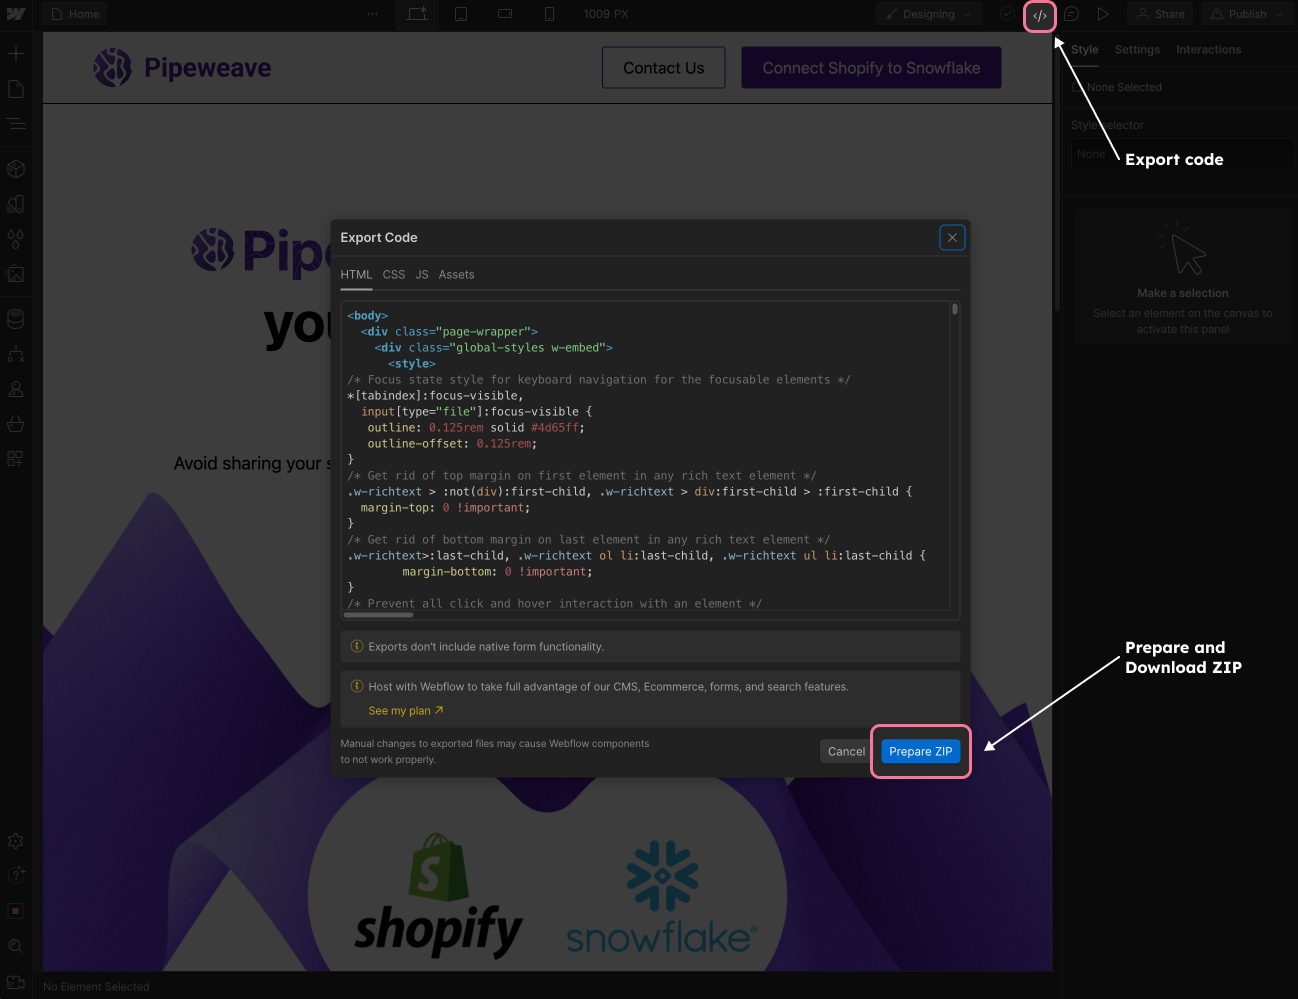 Home
1009 PX
Designing
Share
Publish
Style Settings Interactions
None Selected
Style selector
None
Export code
Make a selection
Select an element on the canvas to
activate this panel
Pipeweave
Contact Us
Connect Shopify to Snowflake
Pipe
you
Avoid sharing your s
Export Code
HTML CSS JS Assets
<body>
<div class="page-wrapper">
<div class="global-styles w-embed">
<style>
/* Focus state style for keyboard navigation for the focusable elements */
*[tabindex]:focus-visible,
input[type="file"]:focus-visible {
outline: 0.125rem solid #4d65ff;
outline-offset: 0.125rem;
}
/* Get rid of top margin on first element in any rich text element */
.w-richtext > :not(div):first-child, .w-richtext > div:first-child > :first-child {
margin-top: 0 !important;
}
/* Get rid of bottom margin on last element in any rich text element */
.w-richtext>:last-child, .w-richtext ol li:last-child, .w-richtext ul li:last-child {
margin-bottom: 0 !important;
}
/* Prevent all click and hover interaction with an element */
Exports don't include native form functionality.
Host with Webflow to take full advantage of our CMS, Ecommerce, forms, and search features.
See my plan
Manual changes to exported files may cause Webflow components
to not work properly.
Cancel
Prepare ZIP
Prepare and
Download ZIP
shopify
snowflake®
No Element Selected